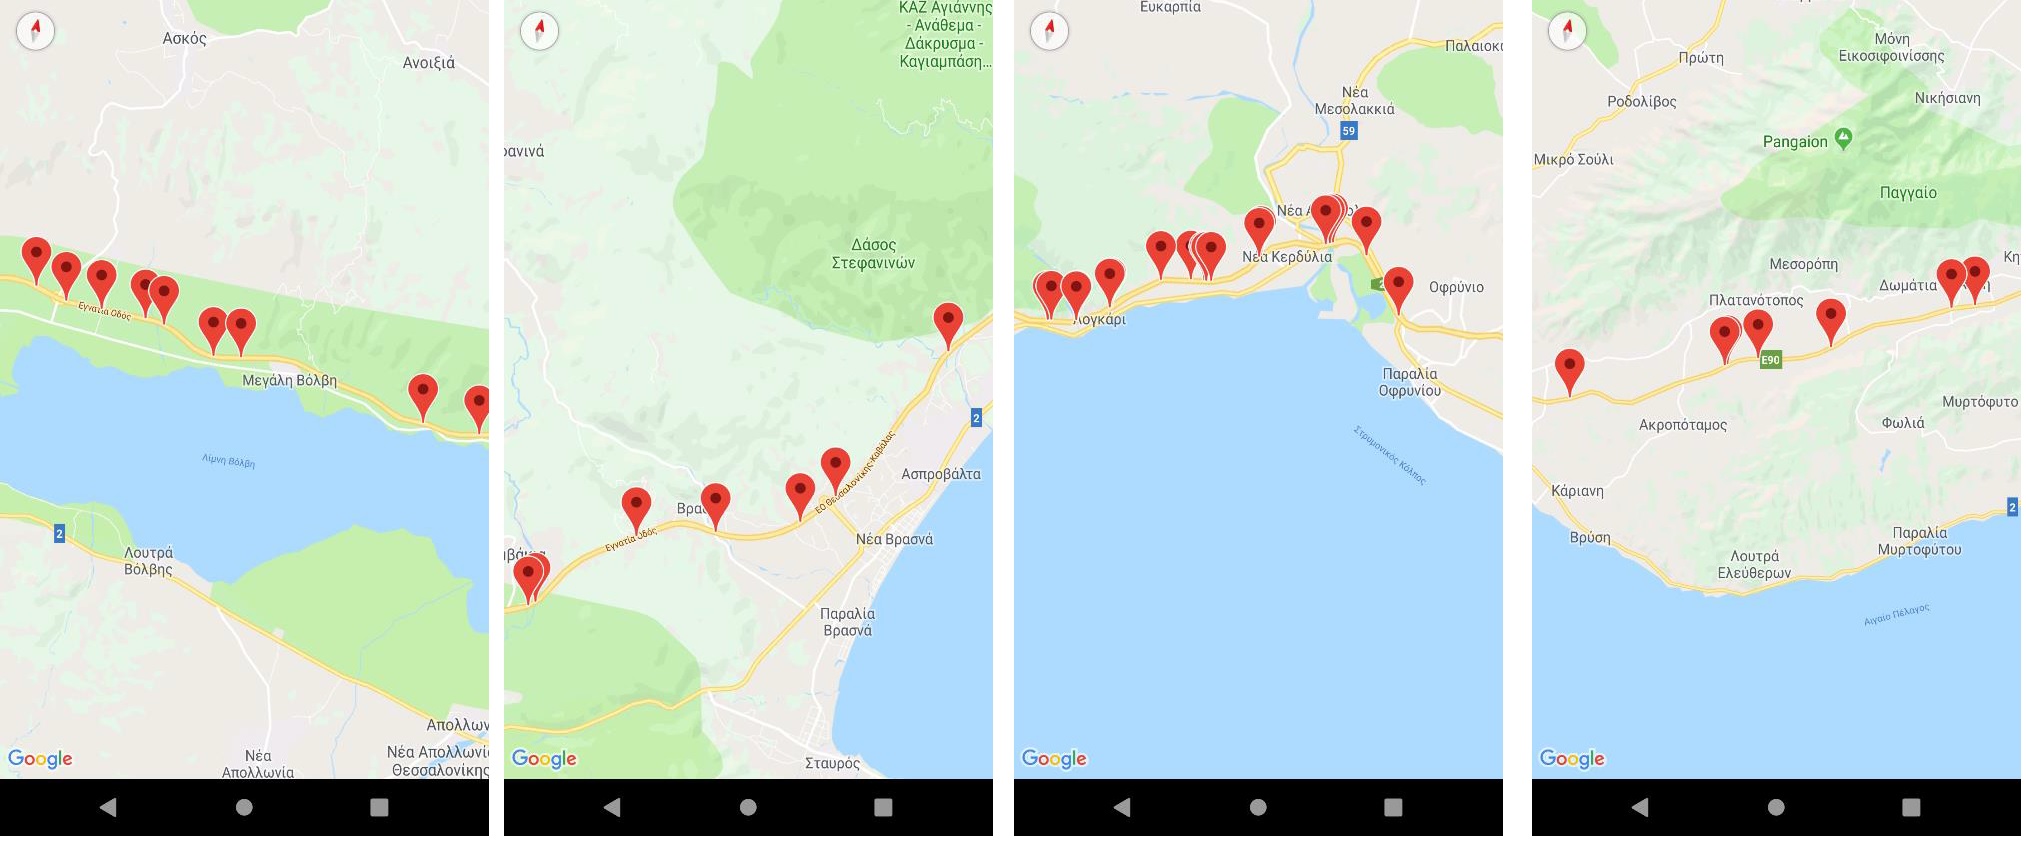 Ασκός
Ανοιξιά
Εγνατία Οδός
Μεγάλη Βόλβη
Λίμνη Βόλβη
2
Λουτρά
Βόλβης
Απολλων
Νέα
Απολλωνία
Νέα Απολλωνία
Θεσσαλονίκης
Google
ΚΑΖ Αγιάννης
- Ανάθεμα -
Δάκρυσμα -
Καγιαμπάση...
ρανινά
Δάσος
Στεφανινών
2
Ασπροβάλτα
ΕΟ Θεσσαλονίκης-Καβάλας
Βρασ
Εγνατία Οδός
Νέα Βρασνά
Παραλία
Βρασνά
Σταυρός
Google
Ευκαρπία
Παλαιοκ
Νέα
Μεσολακκιά
59
Νέα Α
Νέα Κερδύλια
2
Οφρύνιο
Λογκάρι
Παραλία
Οφρυνίου
Στρυμονικός Κόλπος
Google
Μόνη
Εικοσιφοινίσσης
Πρώτη
Ροδολίβος
Νικήσιανη
Pangaion
Μικρό Σούλι
Παγγαίο
Μεσορόπη
Κη
Δωμάτια
Πλατανότοπος
E90
Μυρτόφυτο
Ακροπόταμος
Φωλιά
Κάριανη
2
Βρύση
Παραλία
Μυρτοφύτου
Λουτρά
Ελεύθερων
Αιγαίο Πέλαγος
Google